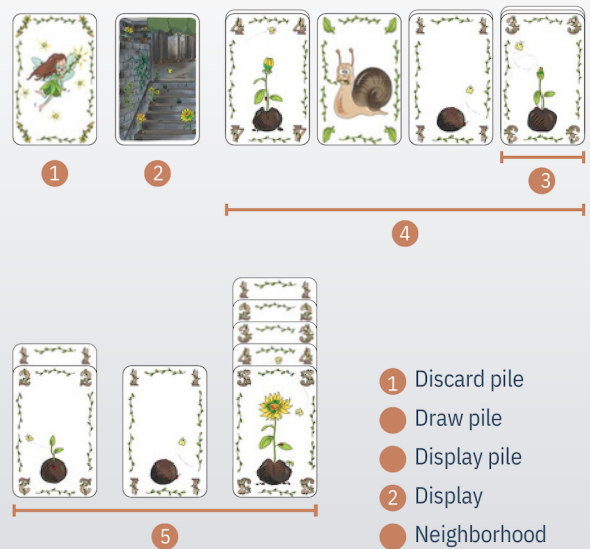 1
2
3
4
5
1 Discard pile
Draw pile
Display pile
2 Display
Neighborhood